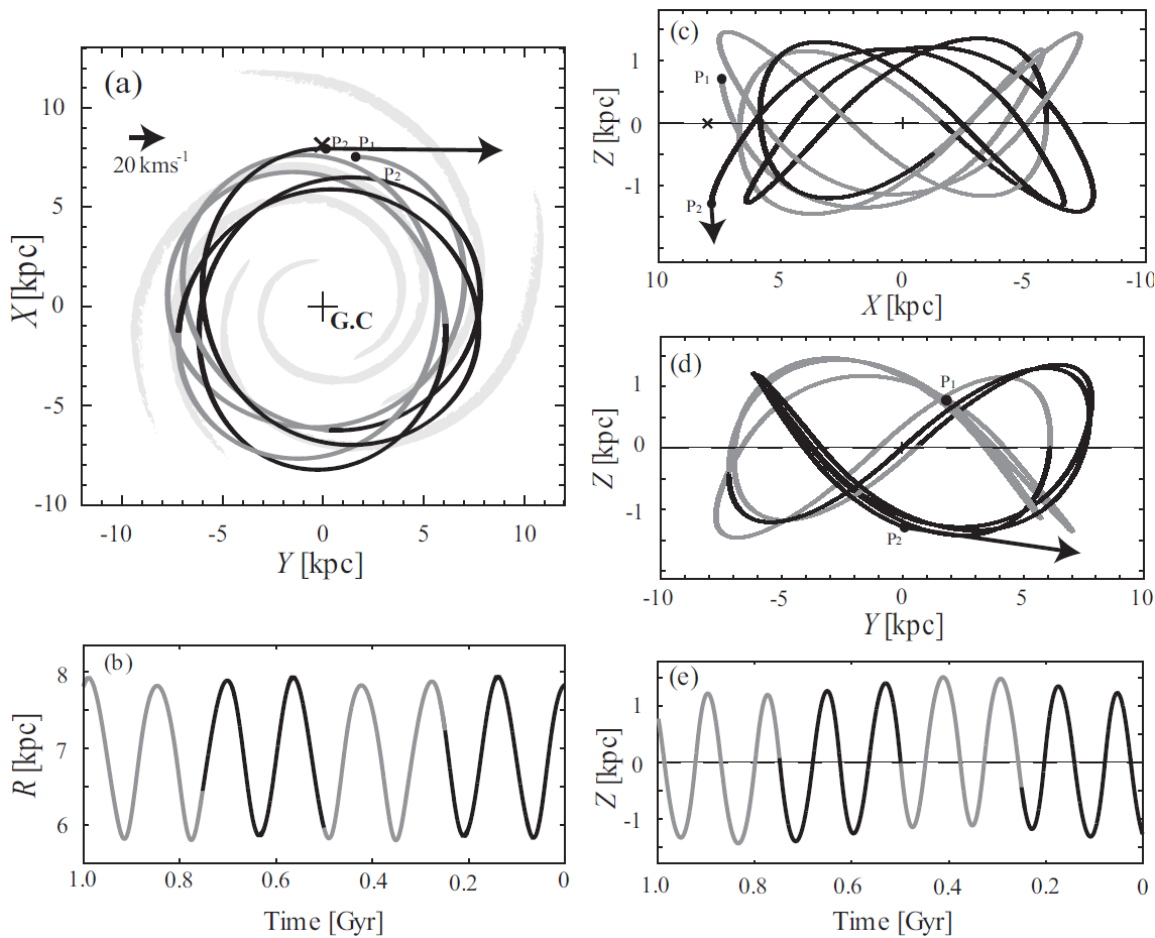 (a)
20 kms⁻¹
P₂ P₁
P₂
G.C
10
5
0
-5
-10
X [kpc]
-10 -5 0 5 10
Y [kpc]
(b)
8
7
6
R [kpc]
1.0 0.8 0.6 0.4 0.2 0
Time [Gyr]
(c)
P₁
P₂
1
0
-1
Z [kpc]
10 5 0 -5 -10
X [kpc]
(d)
P₁
P₂
1
0
-1
Z [kpc]
-10 -5 0 5 10
Y [kpc]
(e)
1
0
-1
Z [kpc]
1.0 0.8 0.6 0.4 0.2 0
Time [Gyr]